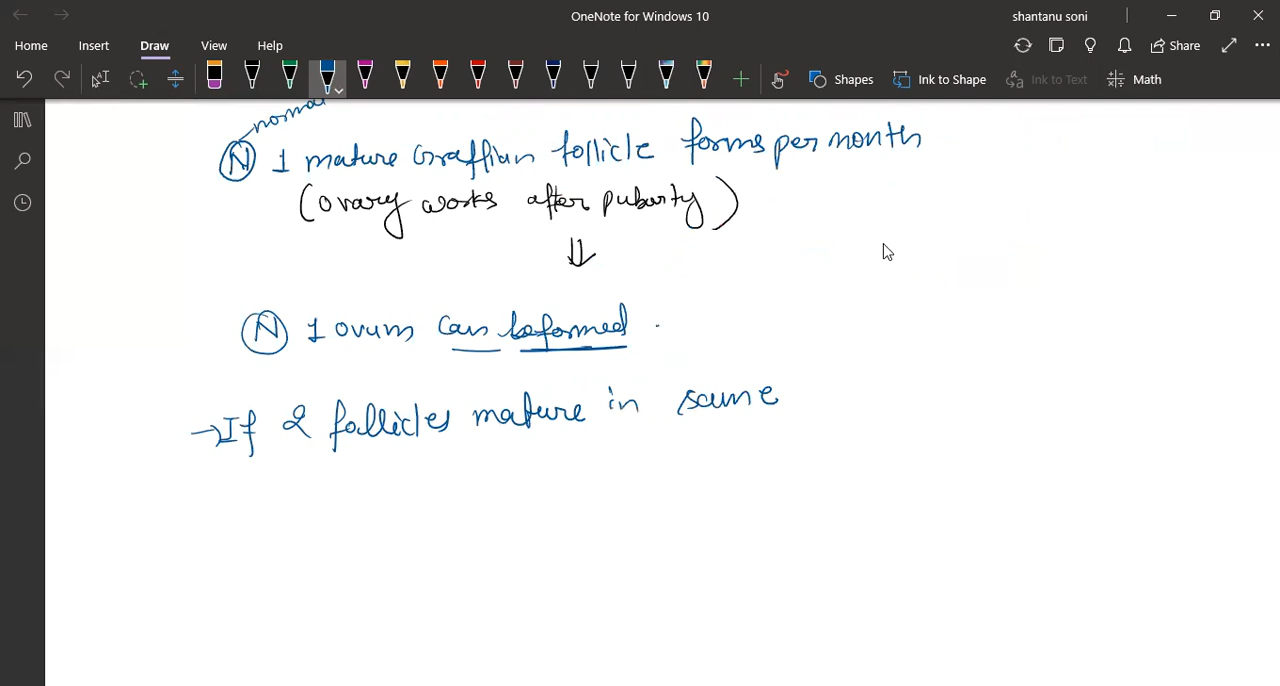 OneNote for Windows 10
shantanu soni
Home Insert Draw View Help
Share
Shapes
Ink to Shape
Ink to Text
Math
normal
N 1 mature Graffian follicle forms per month
(ovary works after puberty)
N 1 ovum can be formed .
→ If 2 follicles mature in same